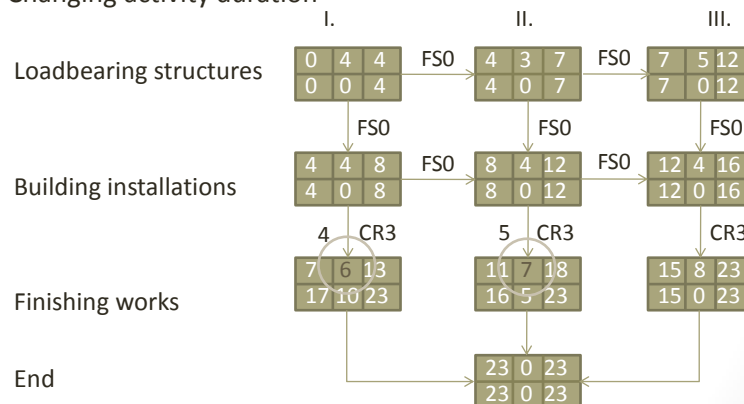 Changing activity duration
I. II. III.
Loadbearing structures
0 4 4 FS0 4 3 7 FS0 7 5 12
0 0 4 4 0 7 7 0 12
FS0 FS0 FS0
Building installations
4 4 8 FS0 8 4 12 FS0 12 4 16
4 0 8 8 0 12 12 0 16
4 CR3 5 CR3 CR3
Finishing works
7 6 13 11 7 18 15 8 23
17 10 23 16 5 23 15 0 23
End
23 0 23
23 0 23